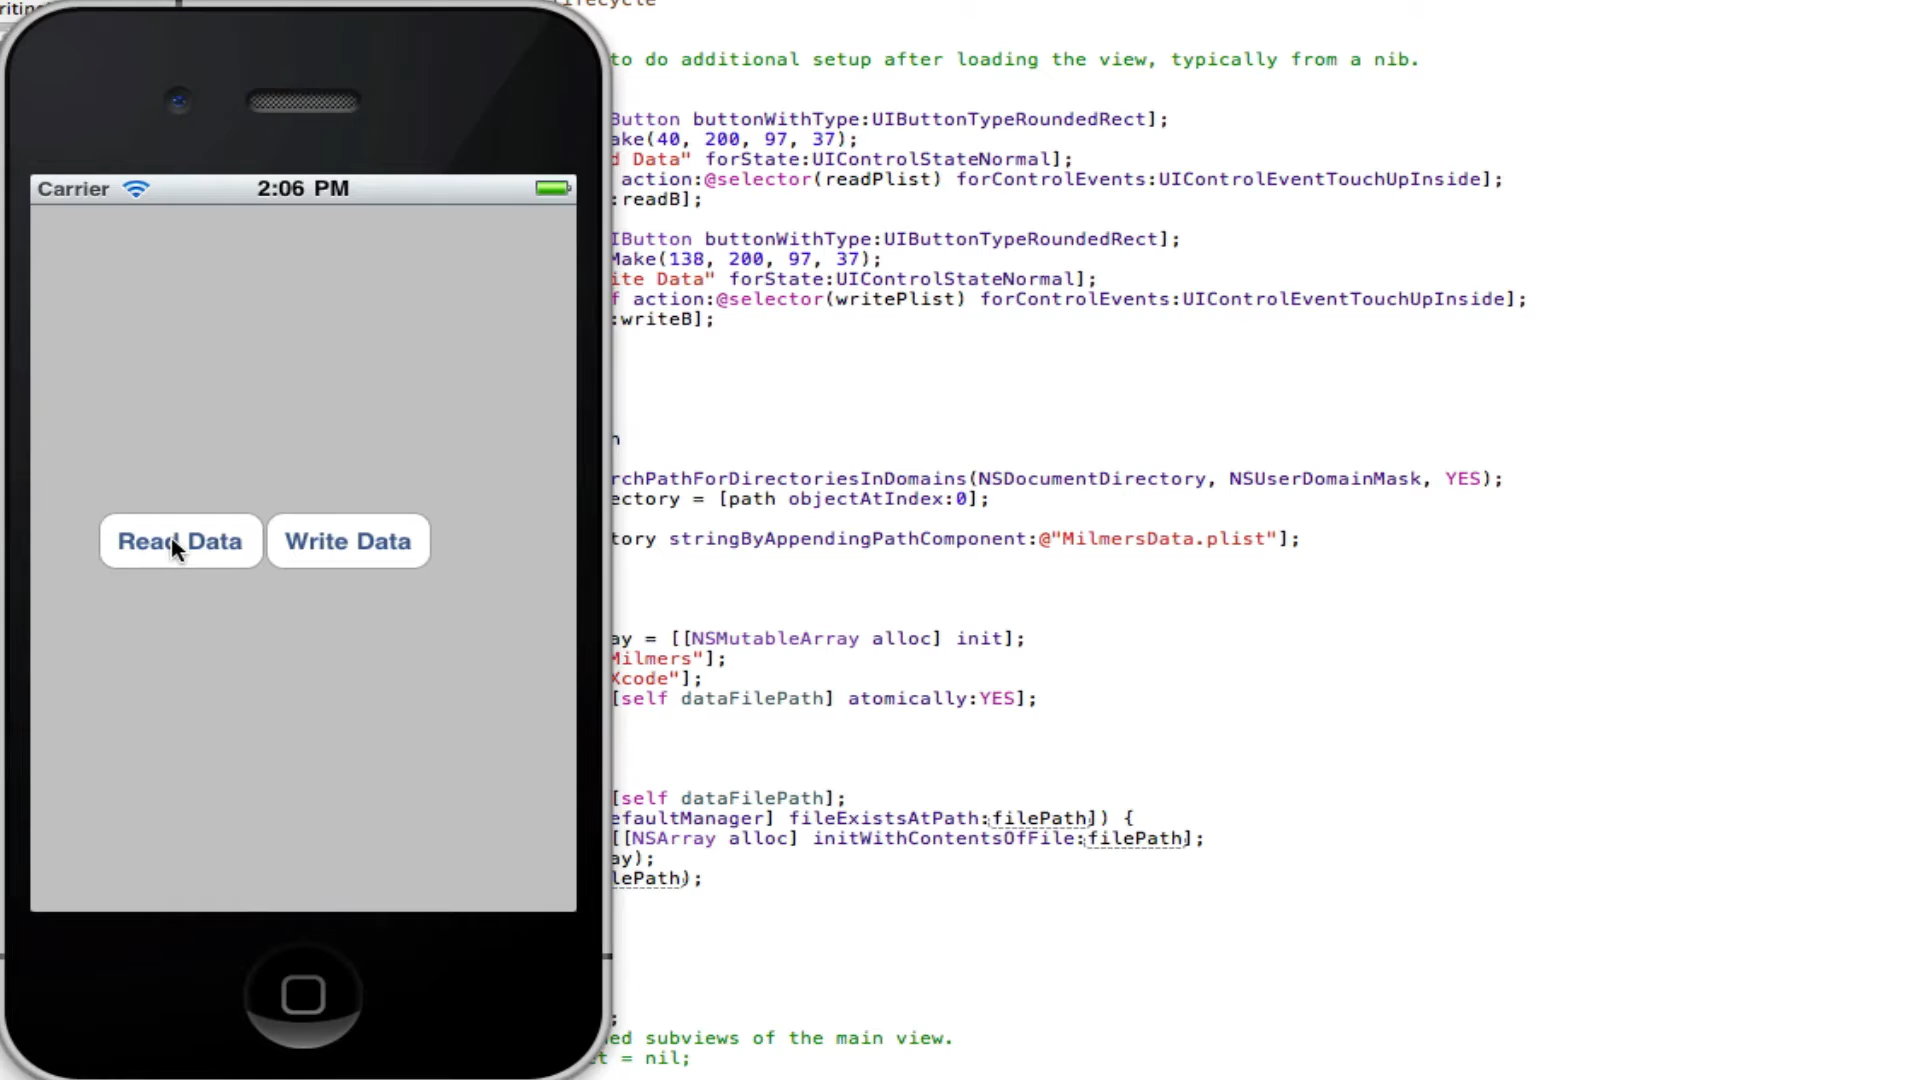 lifecycle
to do additional setup after loading the view, typically from a nib.
Button buttonWithType:UIButtonTypeRoundedRect];
ake(40, 200, 97, 37);
d Data" forState:UIControlStateNormal];
action:@selector(readPlist) forControlEvents:UIControlEventTouchUpInside];
:readB];
IButton buttonWithType:UIButtonTypeRoundedRect];
Make(138, 200, 97, 37);
ite Data" forState:UIControlStateNormal];
f action:@selector(writePlist) forControlEvents:UIControlEventTouchUpInside];
:writeB];
n
rchPathForDirectoriesInDomains(NSDocumentDirectory, NSUserDomainMask, YES);
ectory = [path objectAtIndex:0];
tory stringByAppendingPathComponent:@"MilmersData.plist"];
ay = [[NSMutableArray alloc] init];
Milmers"];
Xcode"];
[self dataFilePath] atomically:YES];
[self dataFilePath];
efaultManager] fileExistsAtPath:filePath]) {
[[NSArray alloc] initWithContentsOfFile:filePath];
ay);
lePath);
;
ed subviews of the main view.
et = nil;
Carrier 2:06 PM
Read Data Write Data